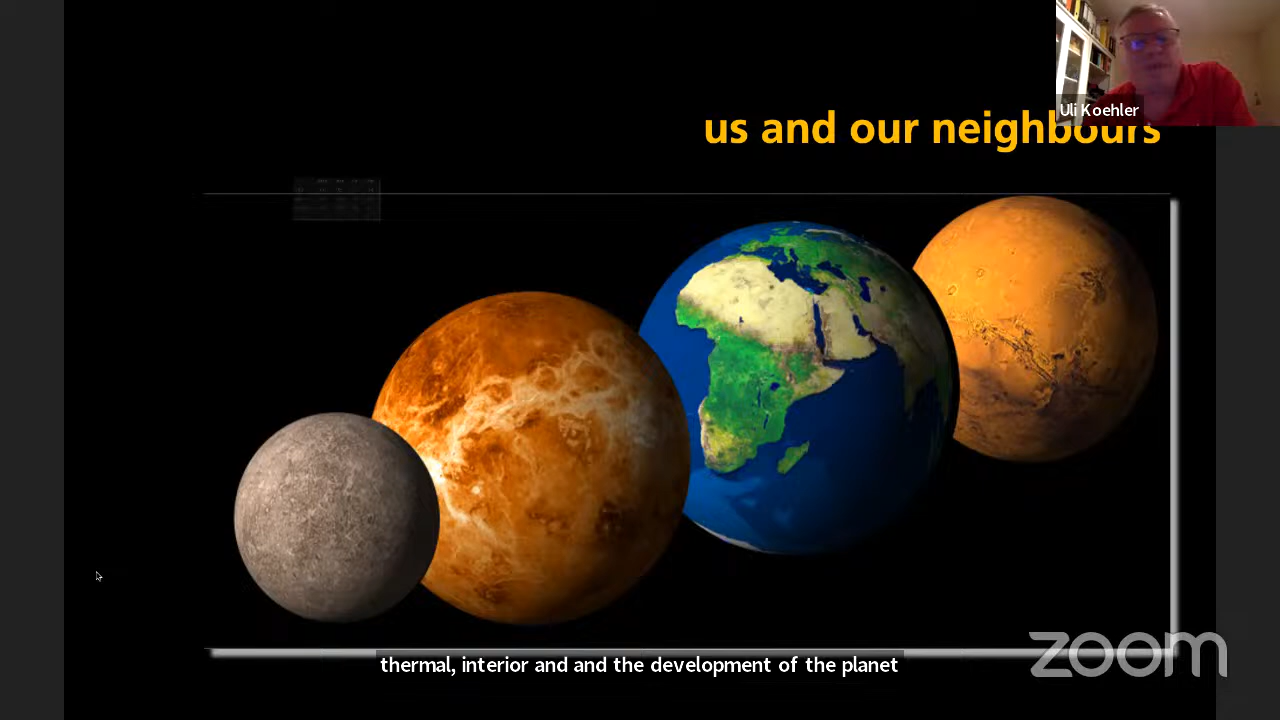 Uli Koehler
us and our neighbours
thermal, interior and and the development of the planet
zoom